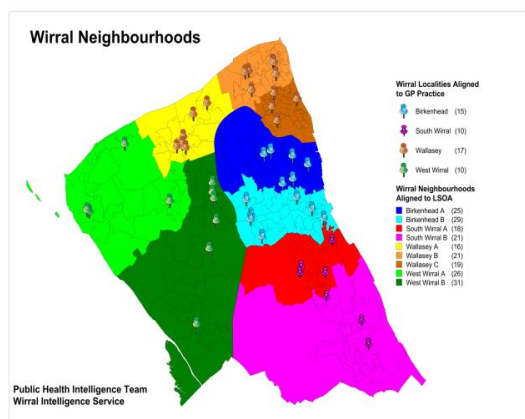 Wirral Neighbourhoods
Wirral Localities Aligned
to GP Practice
Birkenhead (15)
South Wirral (10)
Wallasey (17)
West Wirral (10)
Wirral Neighbourhoods
Aligned to LSOA
Birkenhead A (25)
Birkenhead B (29)
South Wirral A (18)
South Wirral B (21)
Wallasey A (16)
Wallasey B (21)
Wallasey C (19)
West Wirral A (26)
West Wirral B (31)
Public Health Intelligence Team
Wirral Intelligence Service